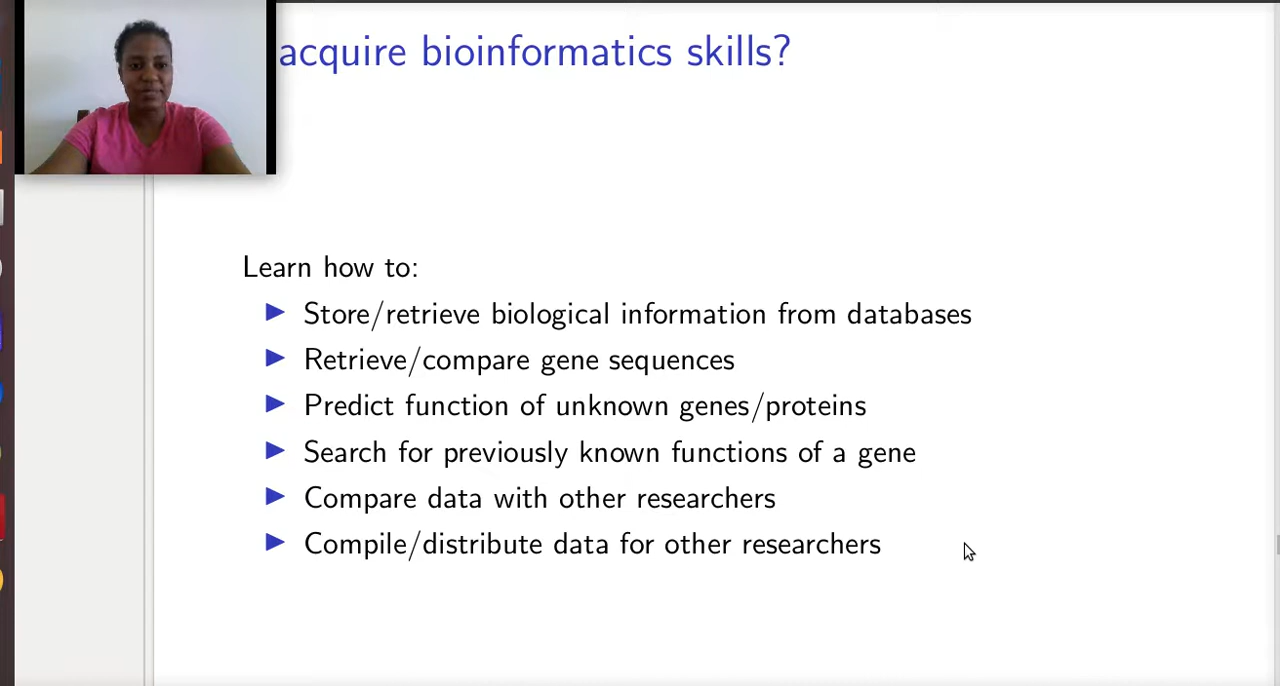 acquire bioinformatics skills?
Learn how to:
Store/retrieve biological information from databases
Retrieve/compare gene sequences
Predict function of unknown genes/proteins
Search for previously known functions of a gene
Compare data with other researchers
Compile/distribute data for other researchers